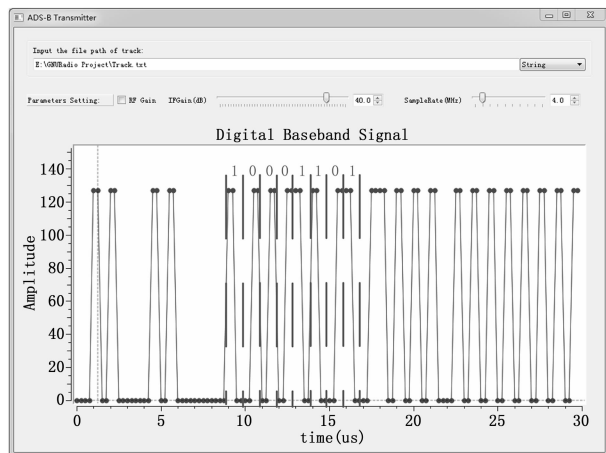 ADS-B Transmitter
Input the file path of track:
E:\GNURadio Project\Track.txt String
Parameters Setting: RF Gain IFGain(dB) 40.0 SampleRate(MHz) 4.0
Digital Baseband Signal
1 0 0 0 1 1 0 1
140
120
100
80
60
40
20
0
Amplitude
0 5 10 15 20 25 30
time(us)